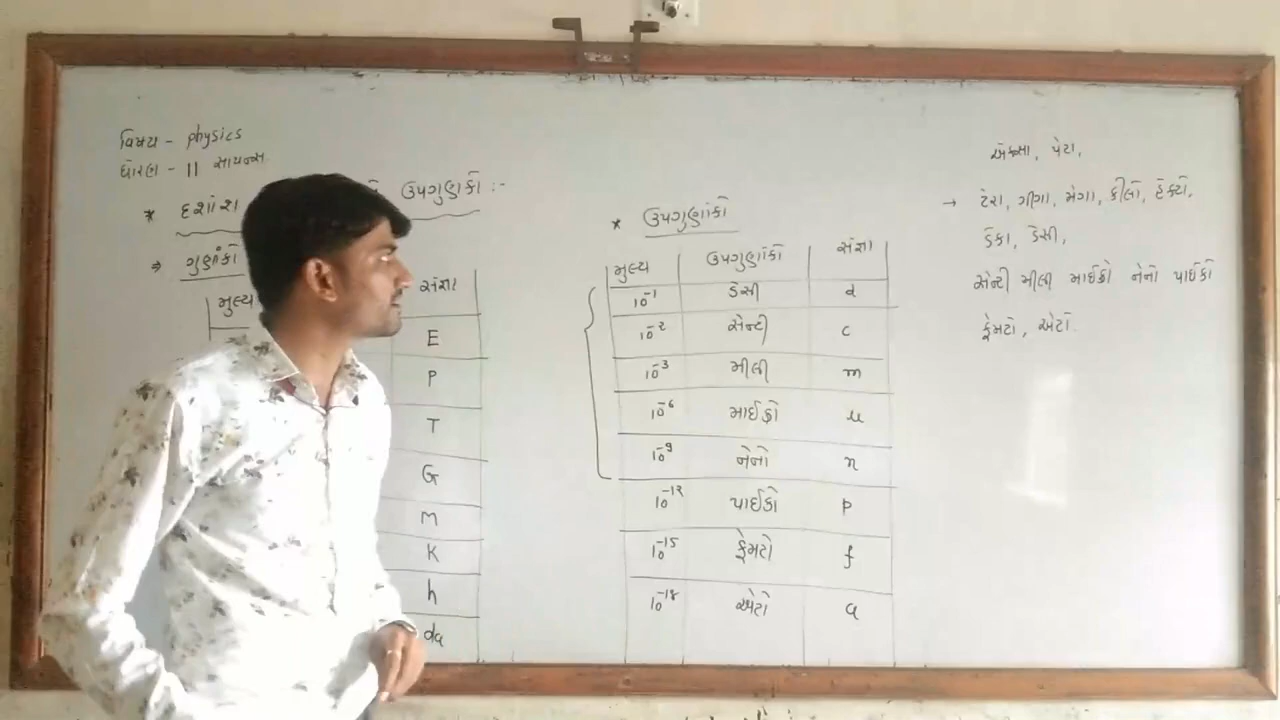 વિષય - physics
ધોરણ - 11 સાયન્સ
* દશાંશ ઉપગુણકો :-
⇒ ગુણાંકો
મુલ્ય સંજ્ઞા
E
P
T
G
M
K
h
da
* ઉપગુણાંકો
મુલ્ય ઉપગુણાંકો સંજ્ઞા
10⁻¹ ડેસી d
10⁻² સેન્ટી c
10⁻³ મીલી m
10⁻⁶ માઈક્રો u
10⁻⁹ નેનો n
10⁻¹² પાઈકો p
10⁻¹⁵ ફેમટો f
10⁻¹⁸ એટો a
એક્સા, પેટા,
→ ટેરા, ગીગા, મેગા, કીલો, હેક્ટો,
ડેકા, ડેસી,
સેન્ટી મીલી માઈક્રો નેનો પાઈકો
ફેમટો, એટો.